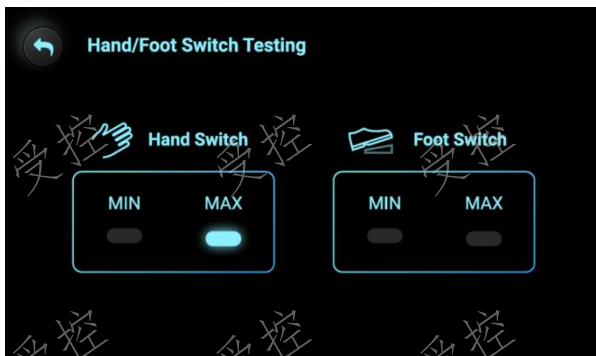 Hand/Foot Switch Testing
Hand Switch
Foot Switch
MIN MAX
MIN MAX
受控
受控
受控
受控
受控
受控